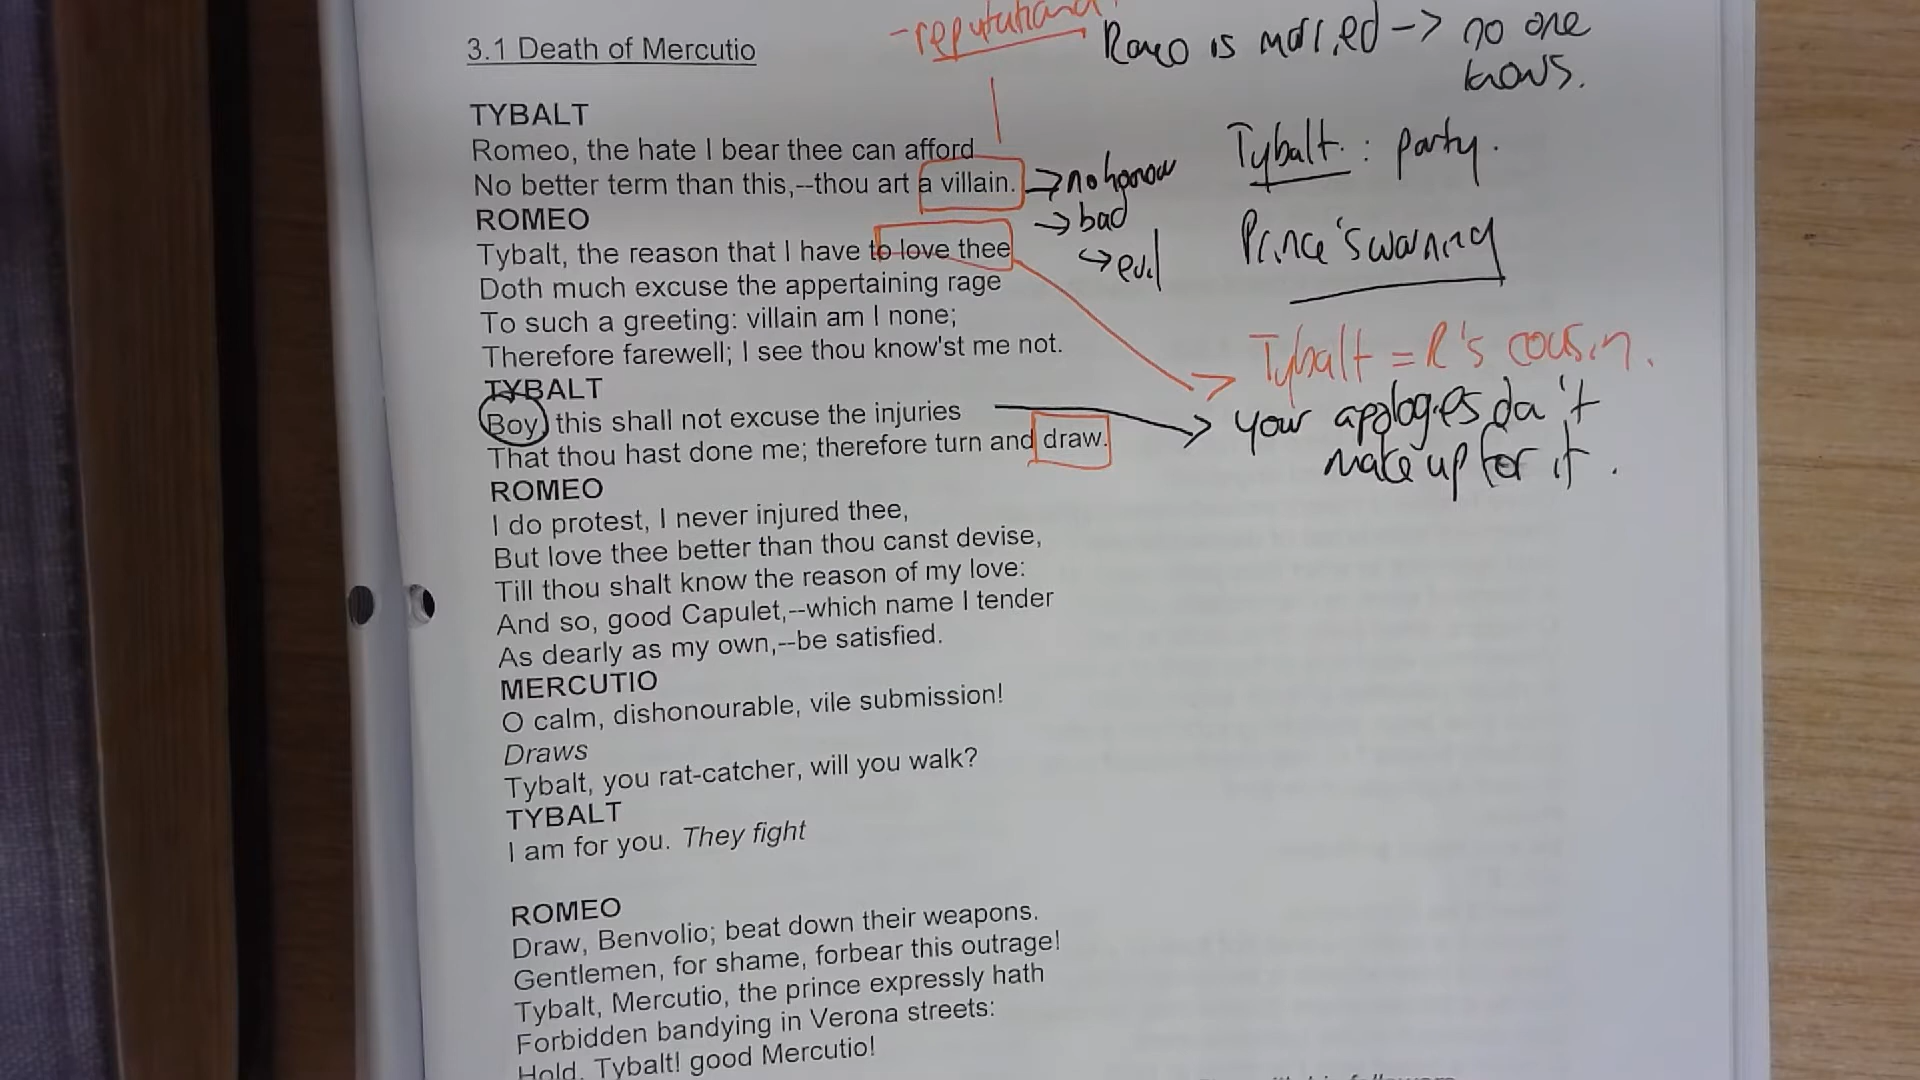 - reputation
Romeo is married -> no one
knows.
3.1 Death of Mercutio
TYBALT
Romeo, the hate I bear thee can afford
No better term than this,--thou art a villain.
-> no honour
-> bad
-> evil
Tybalt : party.
Prince's warning
ROMEO
Tybalt, the reason that I have to love thee
Doth much excuse the appertaining rage
To such a greeting: villain am I none;
Therefore farewell; I see thou know'st me not.
Tybalt = R's cousin.
TYBALT
Boy, this shall not excuse the injuries
That thou hast done me; therefore turn and draw.
your apologies don't
make up for it.
ROMEO
I do protest, I never injured thee,
But love thee better than thou canst devise,
Till thou shalt know the reason of my love:
And so, good Capulet,--which name I tender
As dearly as my own,--be satisfied.
MERCUTIO
O calm, dishonourable, vile submission!
Draws
Tybalt, you rat-catcher, will you walk?
TYBALT
I am for you. They fight
ROMEO
Draw, Benvolio; beat down their weapons.
Gentlemen, for shame, forbear this outrage!
Tybalt, Mercutio, the prince expressly hath
Forbidden bandying in Verona streets:
Hold, Tybalt! good Mercutio!